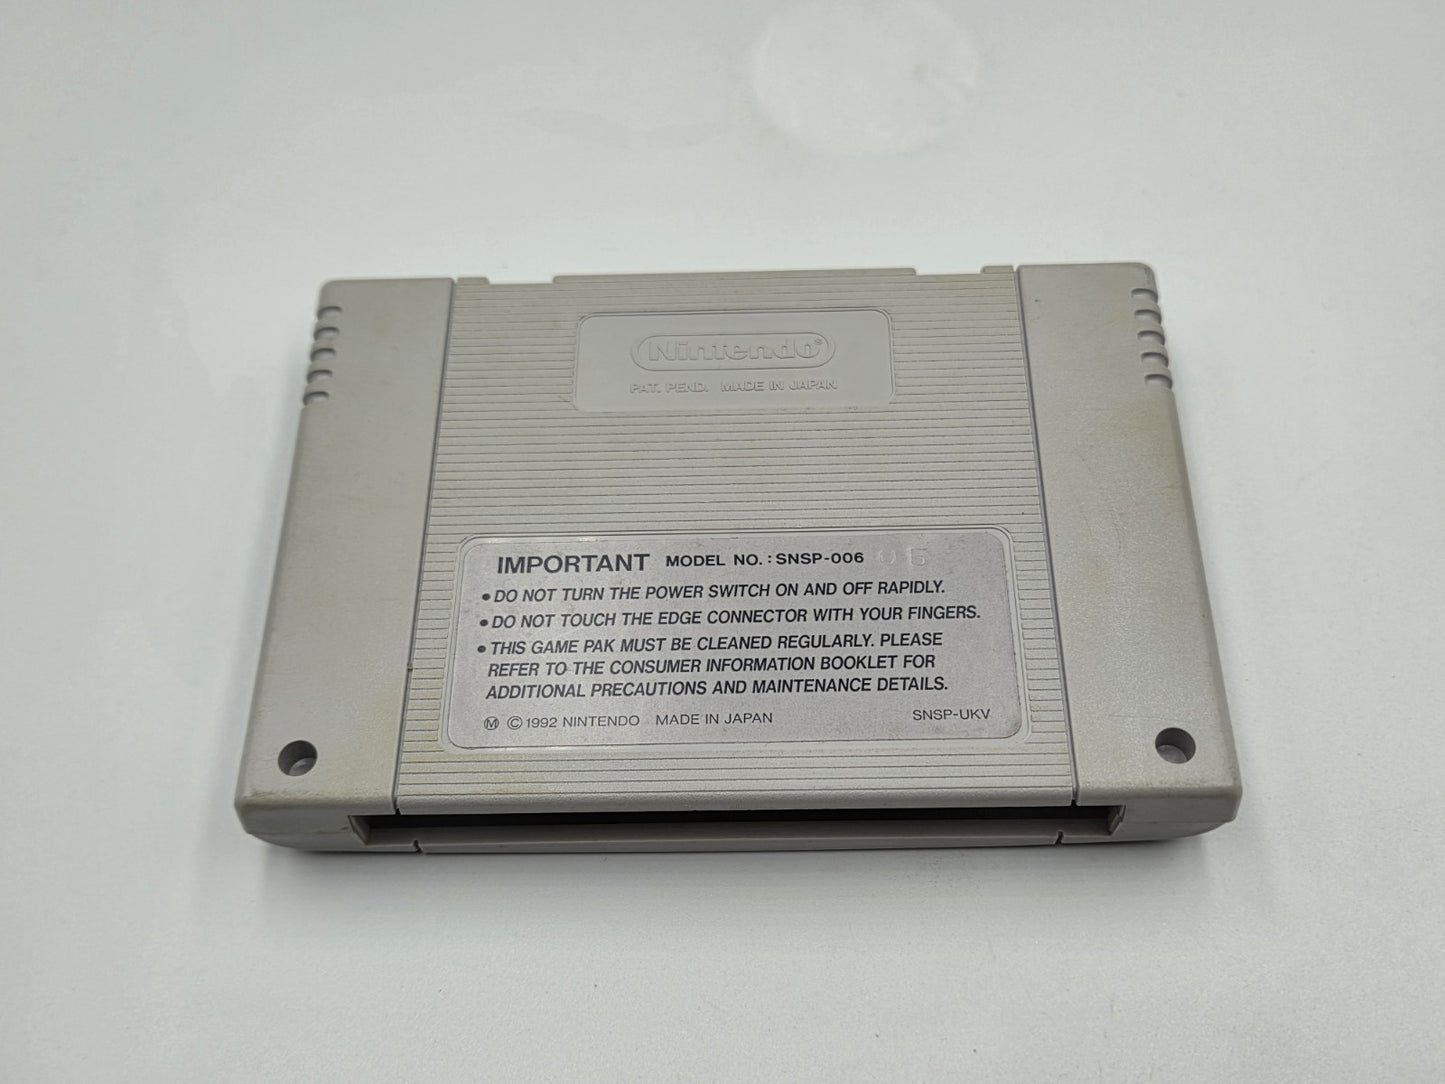 Nintendo®
PAT. PEND. MADE IN JAPAN
IMPORTANT MODEL NO. : SNSP-006 05
• DO NOT TURN THE POWER SWITCH ON AND OFF RAPIDLY.
• DO NOT TOUCH THE EDGE CONNECTOR WITH YOUR FINGERS.
• THIS GAME PAK MUST BE CLEANED REGULARLY. PLEASE
REFER TO THE CONSUMER INFORMATION BOOKLET FOR
ADDITIONAL PRECAUTIONS AND MAINTENANCE DETAILS.
Ⓜ © 1992 NINTENDO MADE IN JAPAN SNSP-UKV